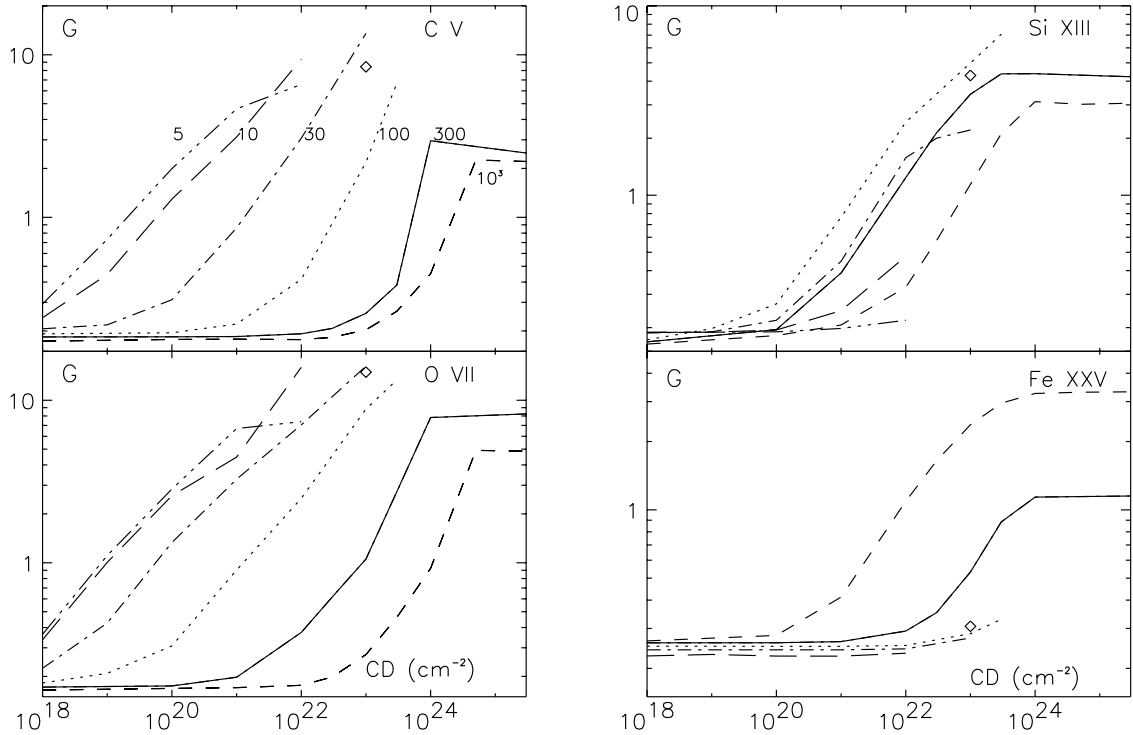 G C V
10
5 10 30 100 300
10³
1
G Si XIII
10
1
G O VII
10
1
CD (cm⁻²)
10¹⁸ 10²⁰ 10²² 10²⁴
G Fe XXV
1
CD (cm⁻²)
10¹⁸ 10²⁰ 10²² 10²⁴